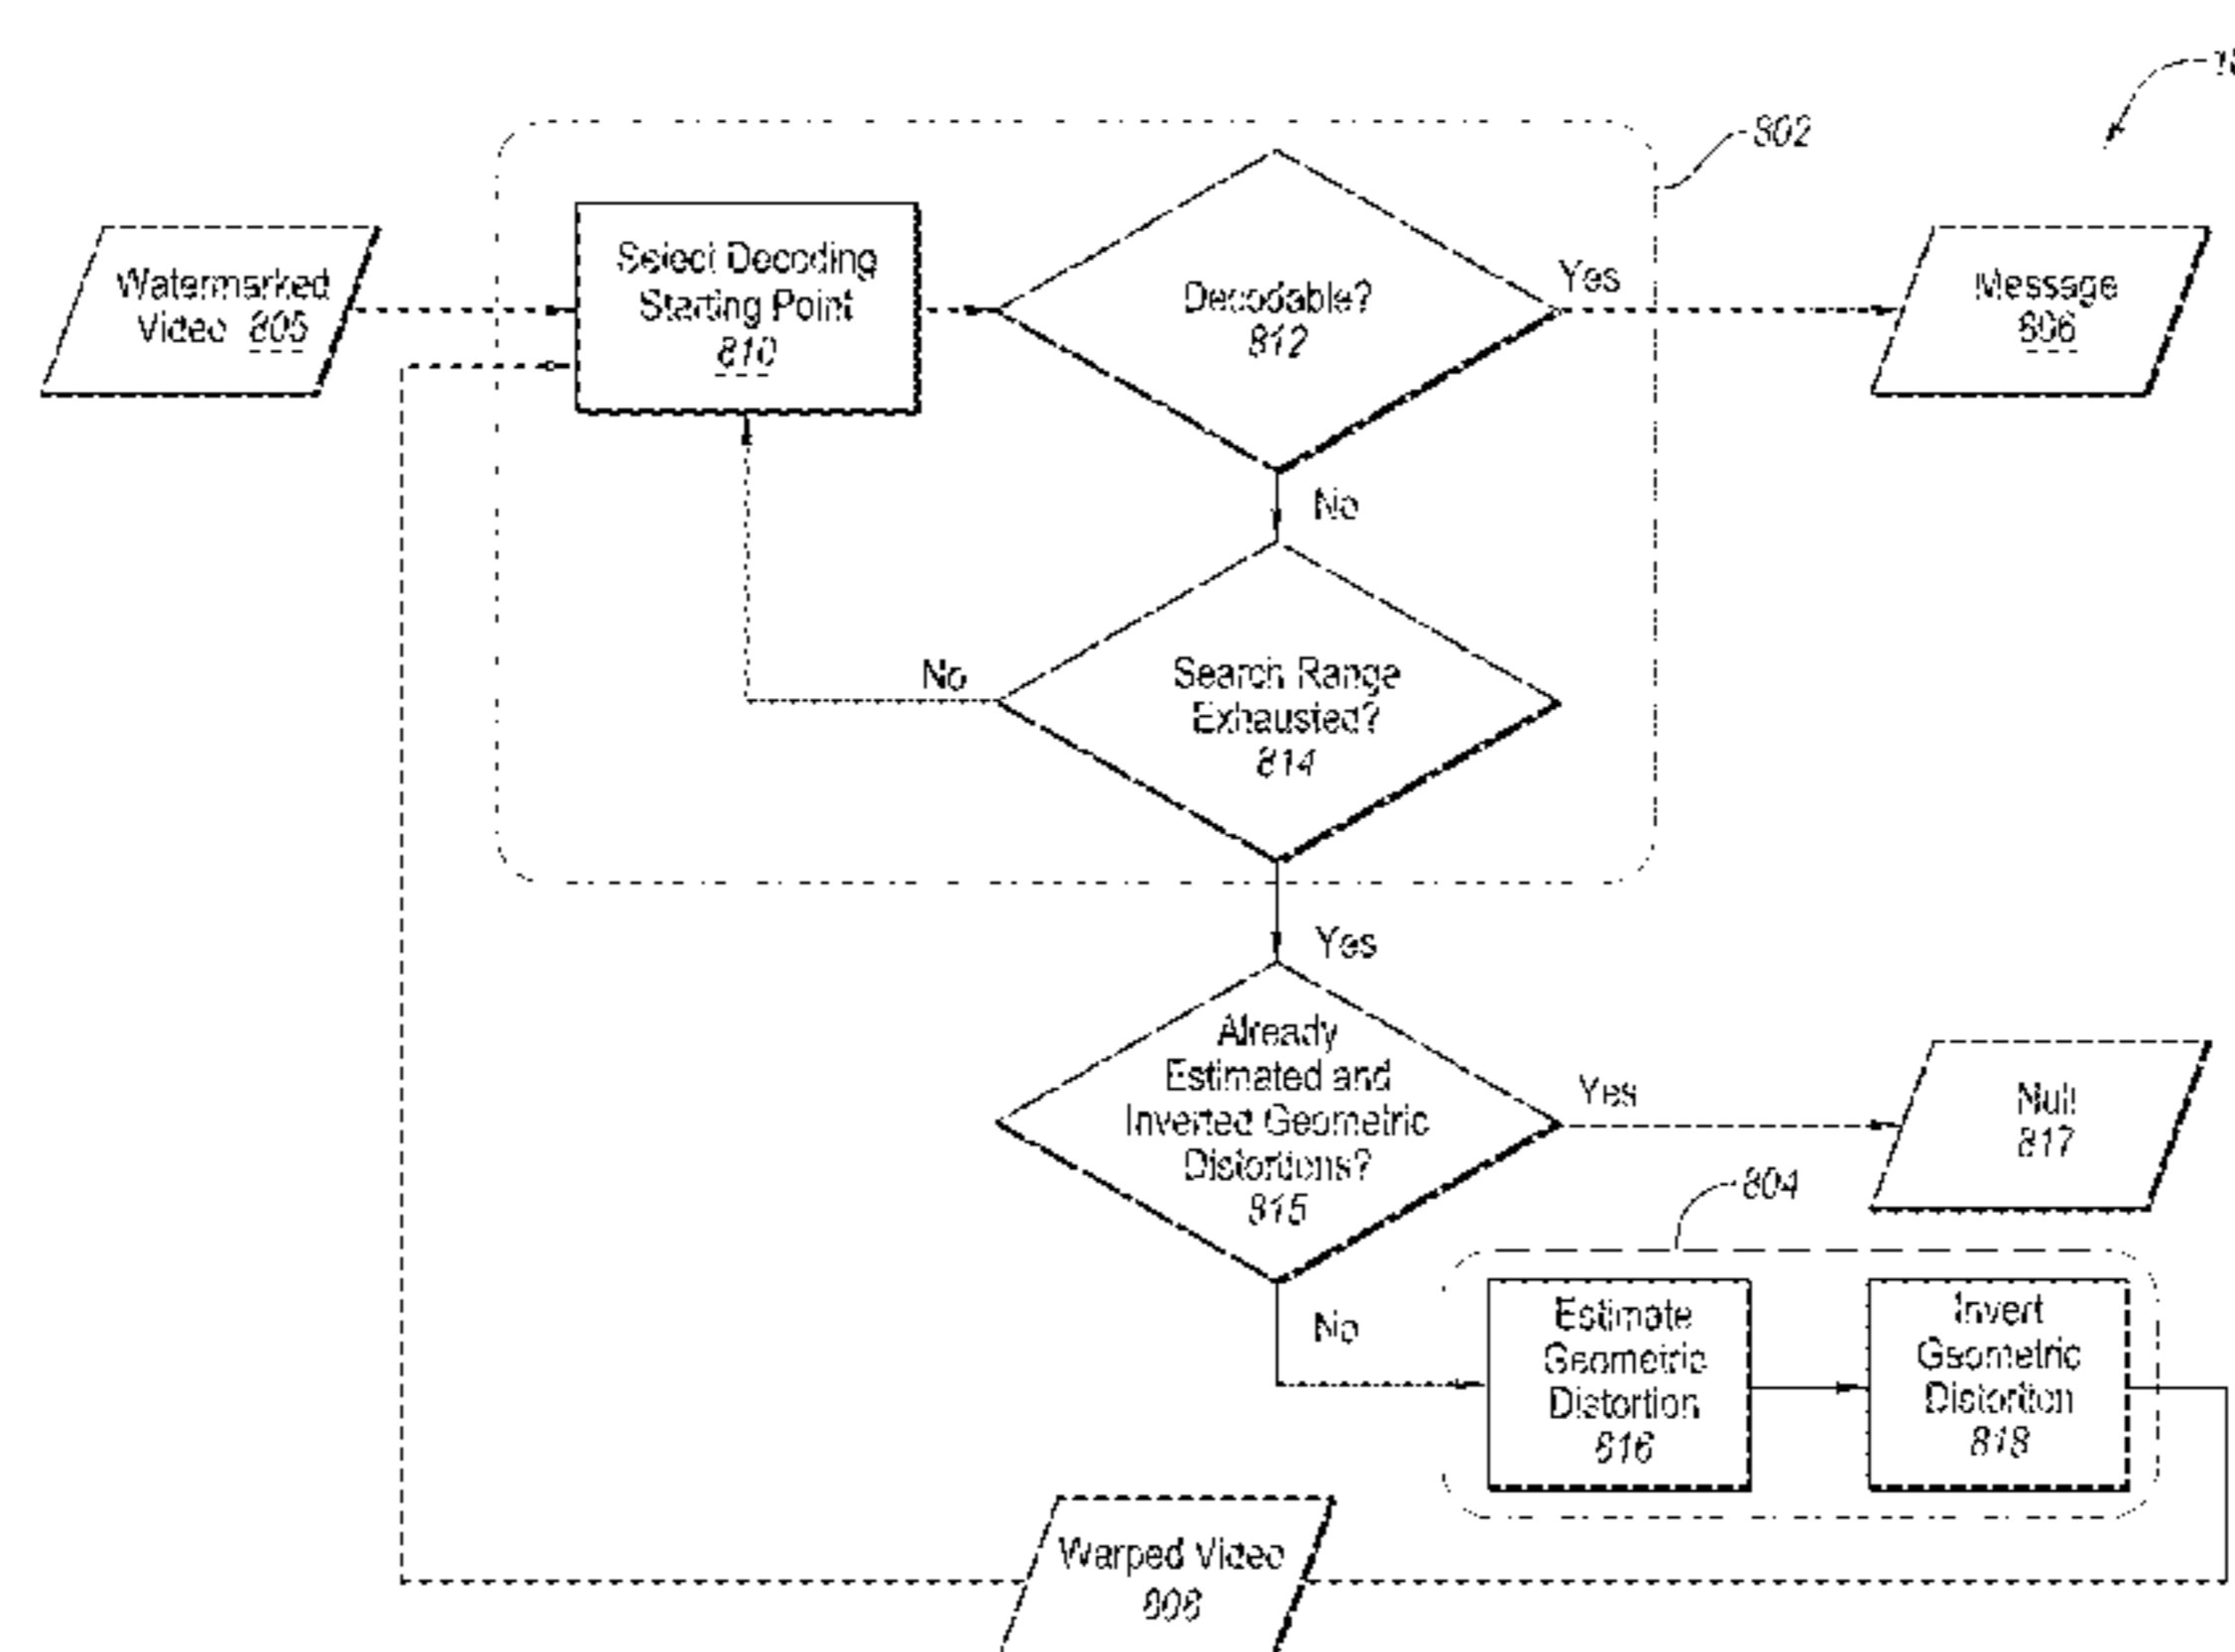 802
Watermarked
Video 805
Select Decoding
Starting Point
810
Decodable?
812
Yes
Message
806
No
No
Search Range
Exhausted?
814
Yes
Already
Estimated and
Inverted Geometric
Distortions?
815
Yes
Null
817
804
No
Estimate
Geometric
Distortion
816
Invert
Geometric
Distortion
818
Warped Video
808